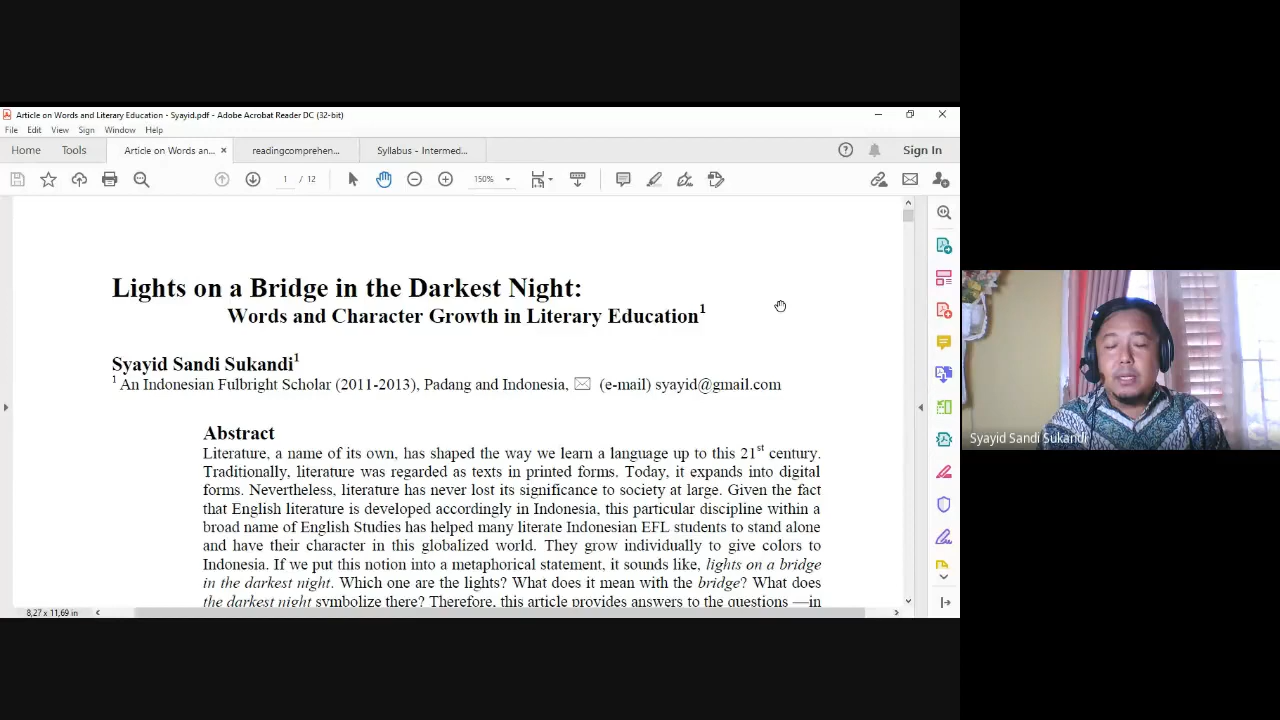 Article on Words and Literary Education - Syayid.pdf - Adobe Acrobat Reader DC (32-bit)
File Edit View Sign Window Help
Home Tools Article on Words an... × readingcomprehen... Syllabus - Intermed... Sign In
1 / 12 150%
Lights on a Bridge in the Darkest Night:
Words and Character Growth in Literary Education1
Syayid Sandi Sukandi1
1 An Indonesian Fulbright Scholar (2011-2013), Padang and Indonesia, ✉ (e-mail) syayid@gmail.com
Abstract
Literature, a name of its own, has shaped the way we learn a language up to this 21st century.
Traditionally, literature was regarded as texts in printed forms. Today, it expands into digital
forms. Nevertheless, literature has never lost its significance to society at large. Given the fact
that English literature is developed accordingly in Indonesia, this particular discipline within a
broad name of English Studies has helped many literate Indonesian EFL students to stand alone
and have their character in this globalized world. They grow individually to give colors to
Indonesia. If we put this notion into a metaphorical statement, it sounds like, lights on a bridge
in the darkest night. Which one are the lights? What does it mean with the bridge? What does
the darkest night symbolize there? Therefore, this article provides answers to the questions —in
8,27 x 11,69 in
Syayid Sandi Sukandi